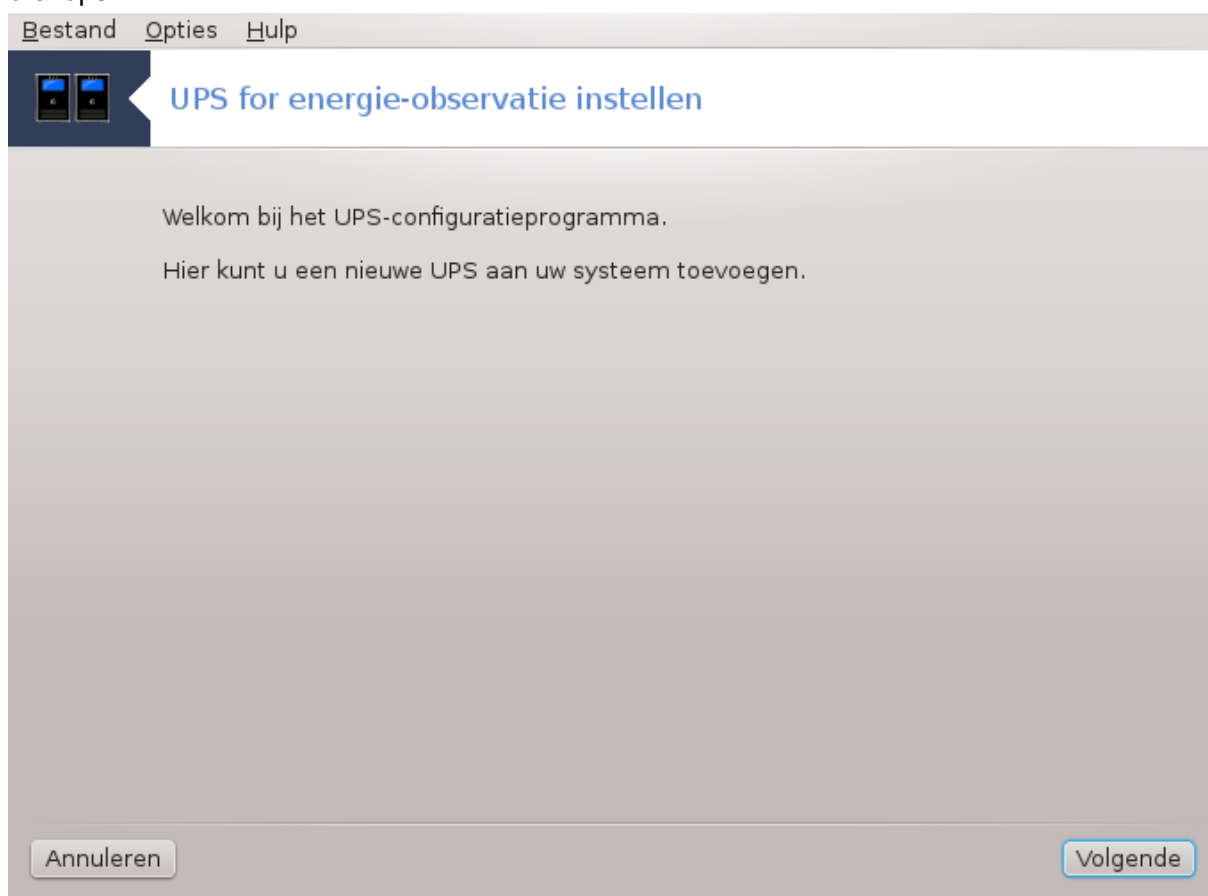 Bestand Opties Hulp
UPS for energie-observatie instellen
Welkom bij het UPS-configuratieprogramma.
Hier kunt u een nieuwe UPS aan uw systeem toevoegen.
Annuleren Volgende